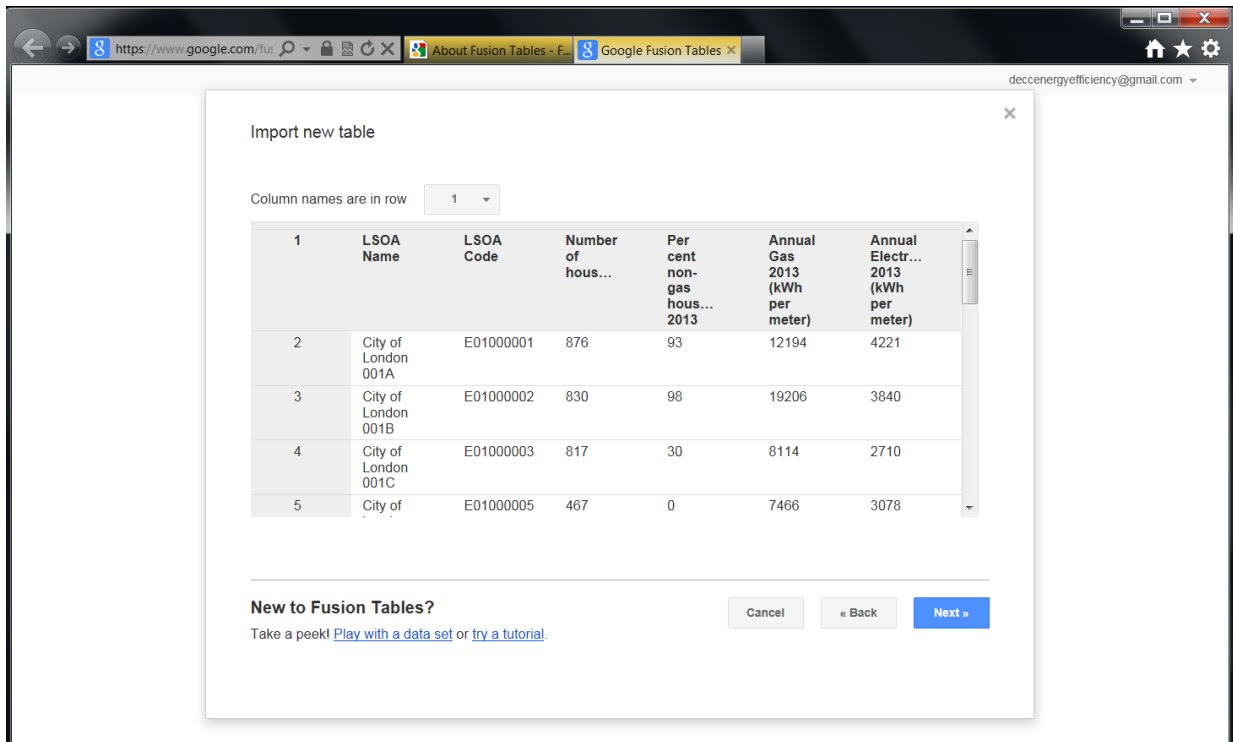 https://www.google.com/fus
About Fusion Tables - F...
Google Fusion Tables
deccenergyefficiency@gmail.com
Import new table
Column names are in row 1
1 LSOA Name LSOA Code Number of hous... Per cent non-gas hous... 2013 Annual Gas 2013 (kWh per meter) Annual Electr... 2013 (kWh per meter)
2 City of London 001A E01000001 876 93 12194 4221
3 City of London 001B E01000002 830 98 19206 3840
4 City of London 001C E01000003 817 30 8114 2710
5 City of E01000005 467 0 7466 3078
New to Fusion Tables?
Cancel « Back Next »
Take a peek! Play with a data set or try a tutorial.